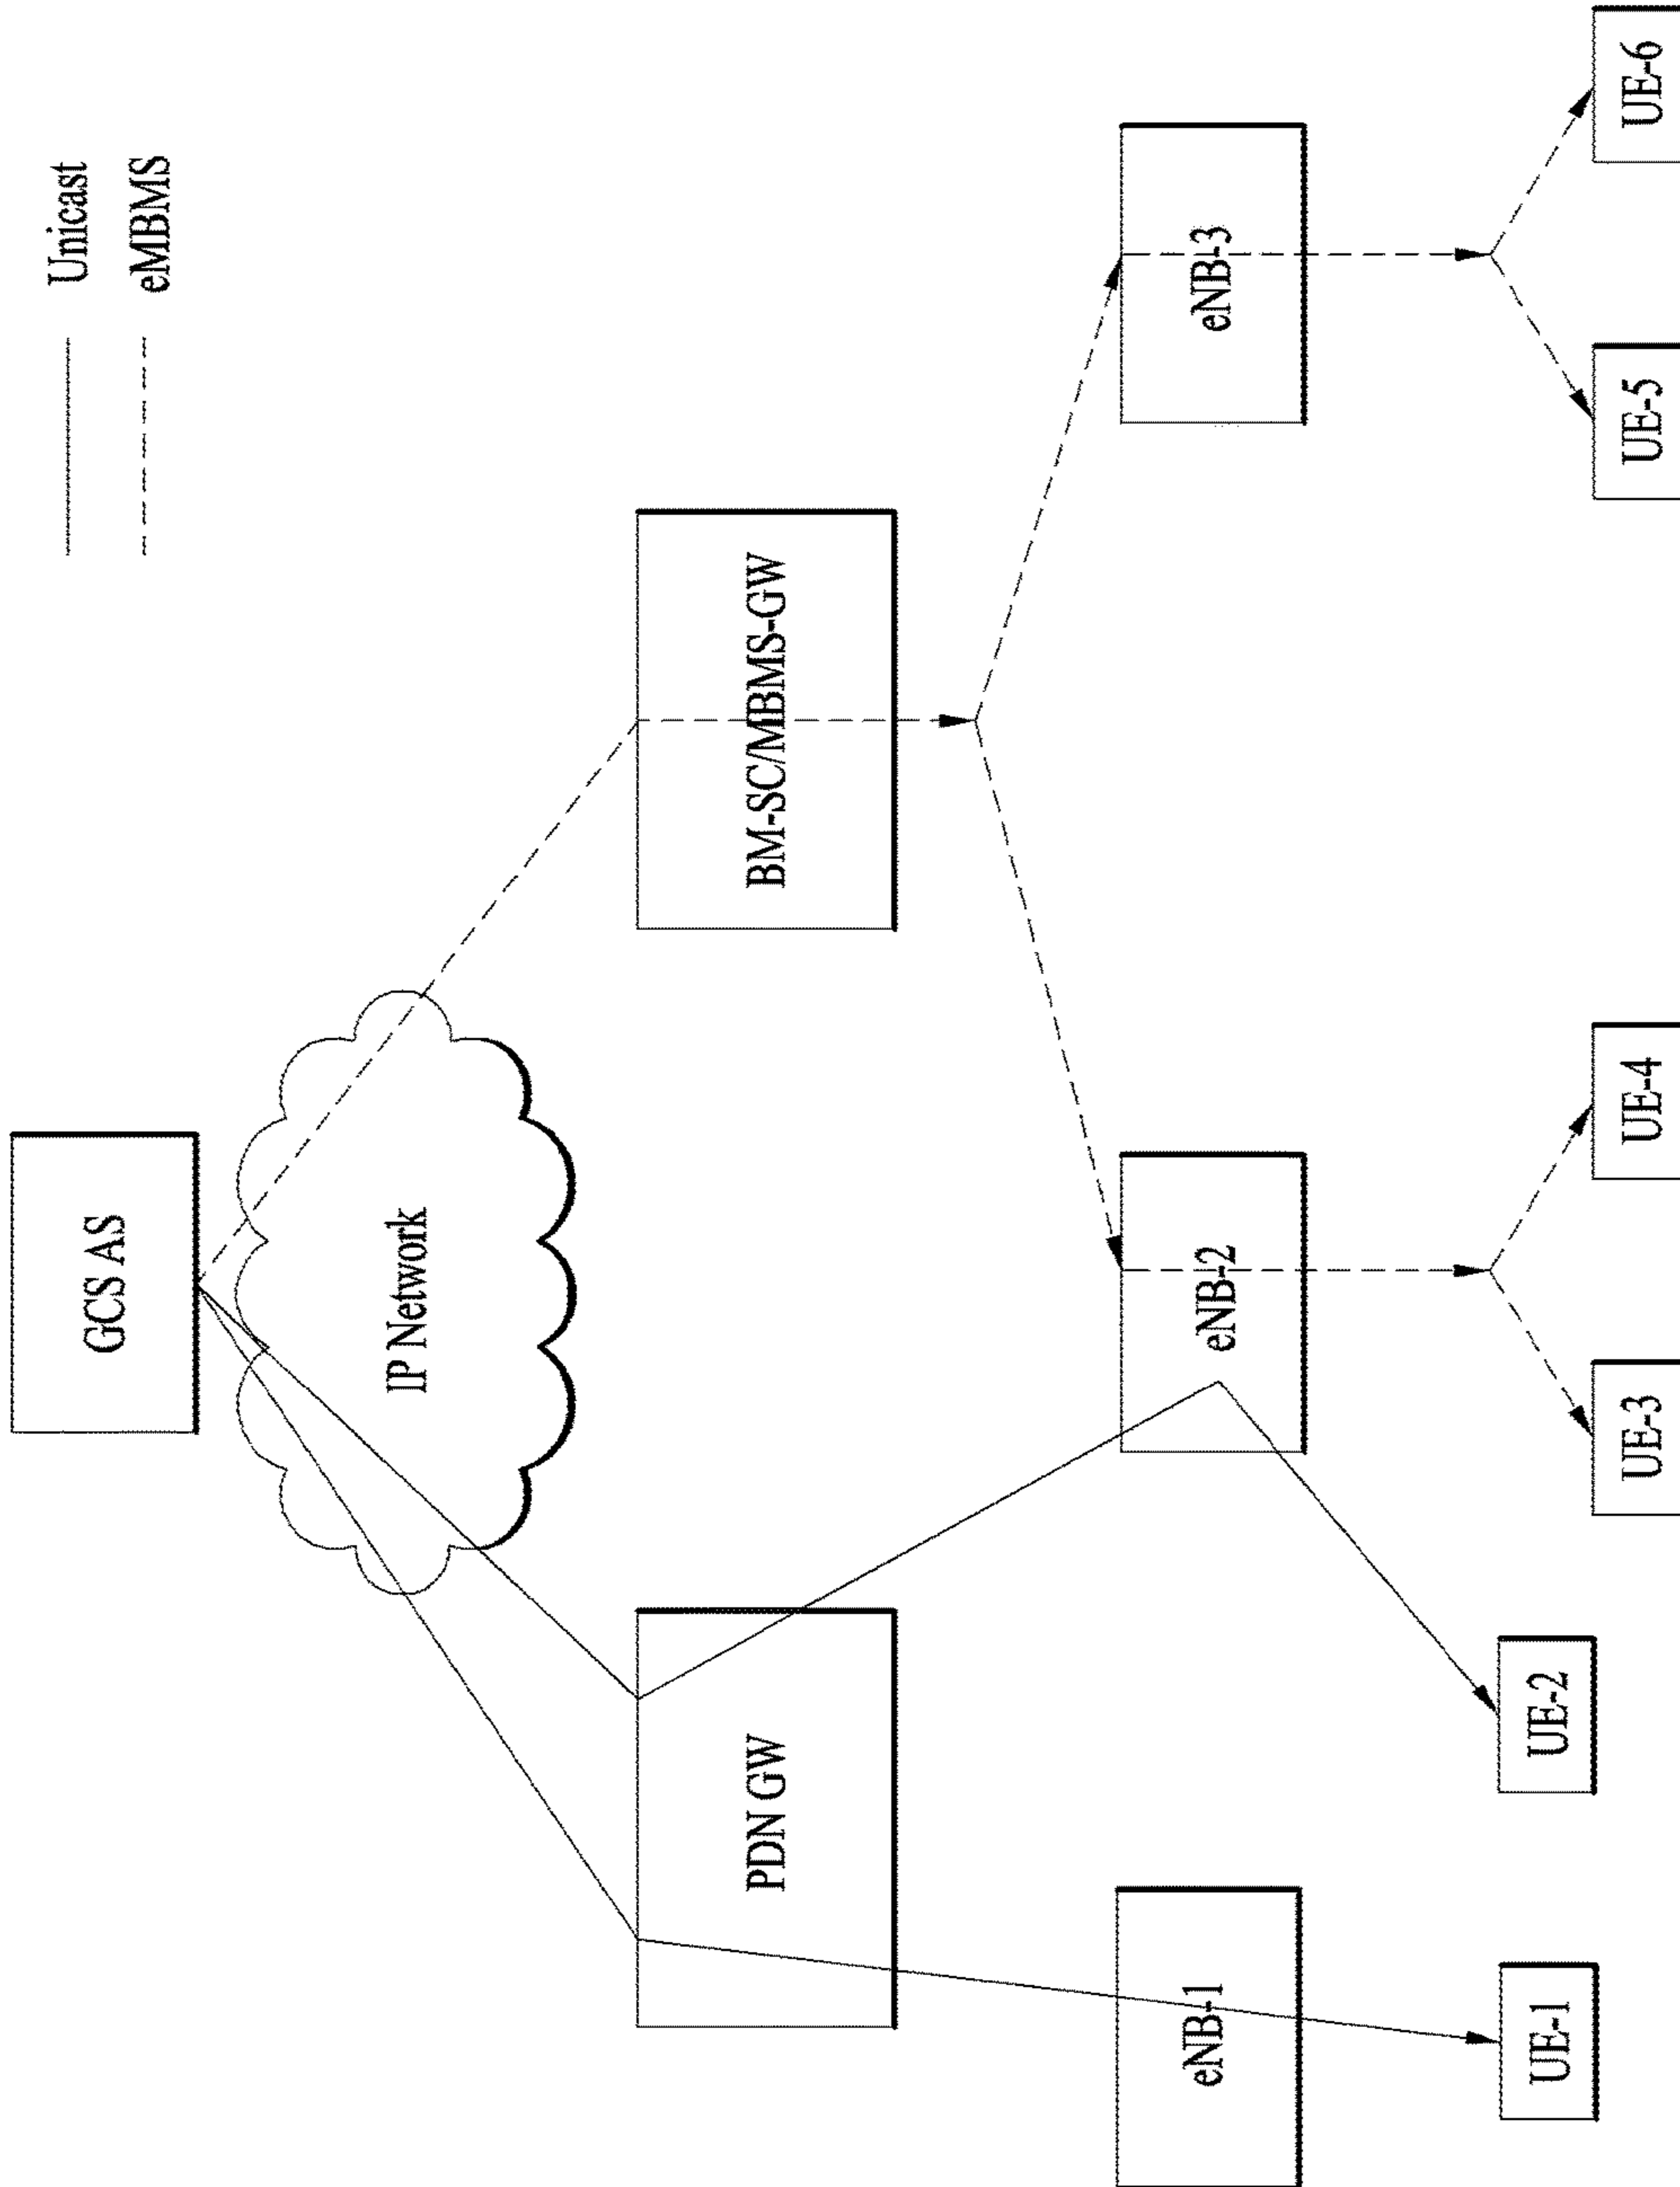 Unicast
eMBMS
GCS AS
IP Network
PDN GW
BM-SC/MBMS-GW
eNB-1
eNB-2
eNB-3
UE-1
UE-2
UE-3
UE-4
UE-5
UE-6